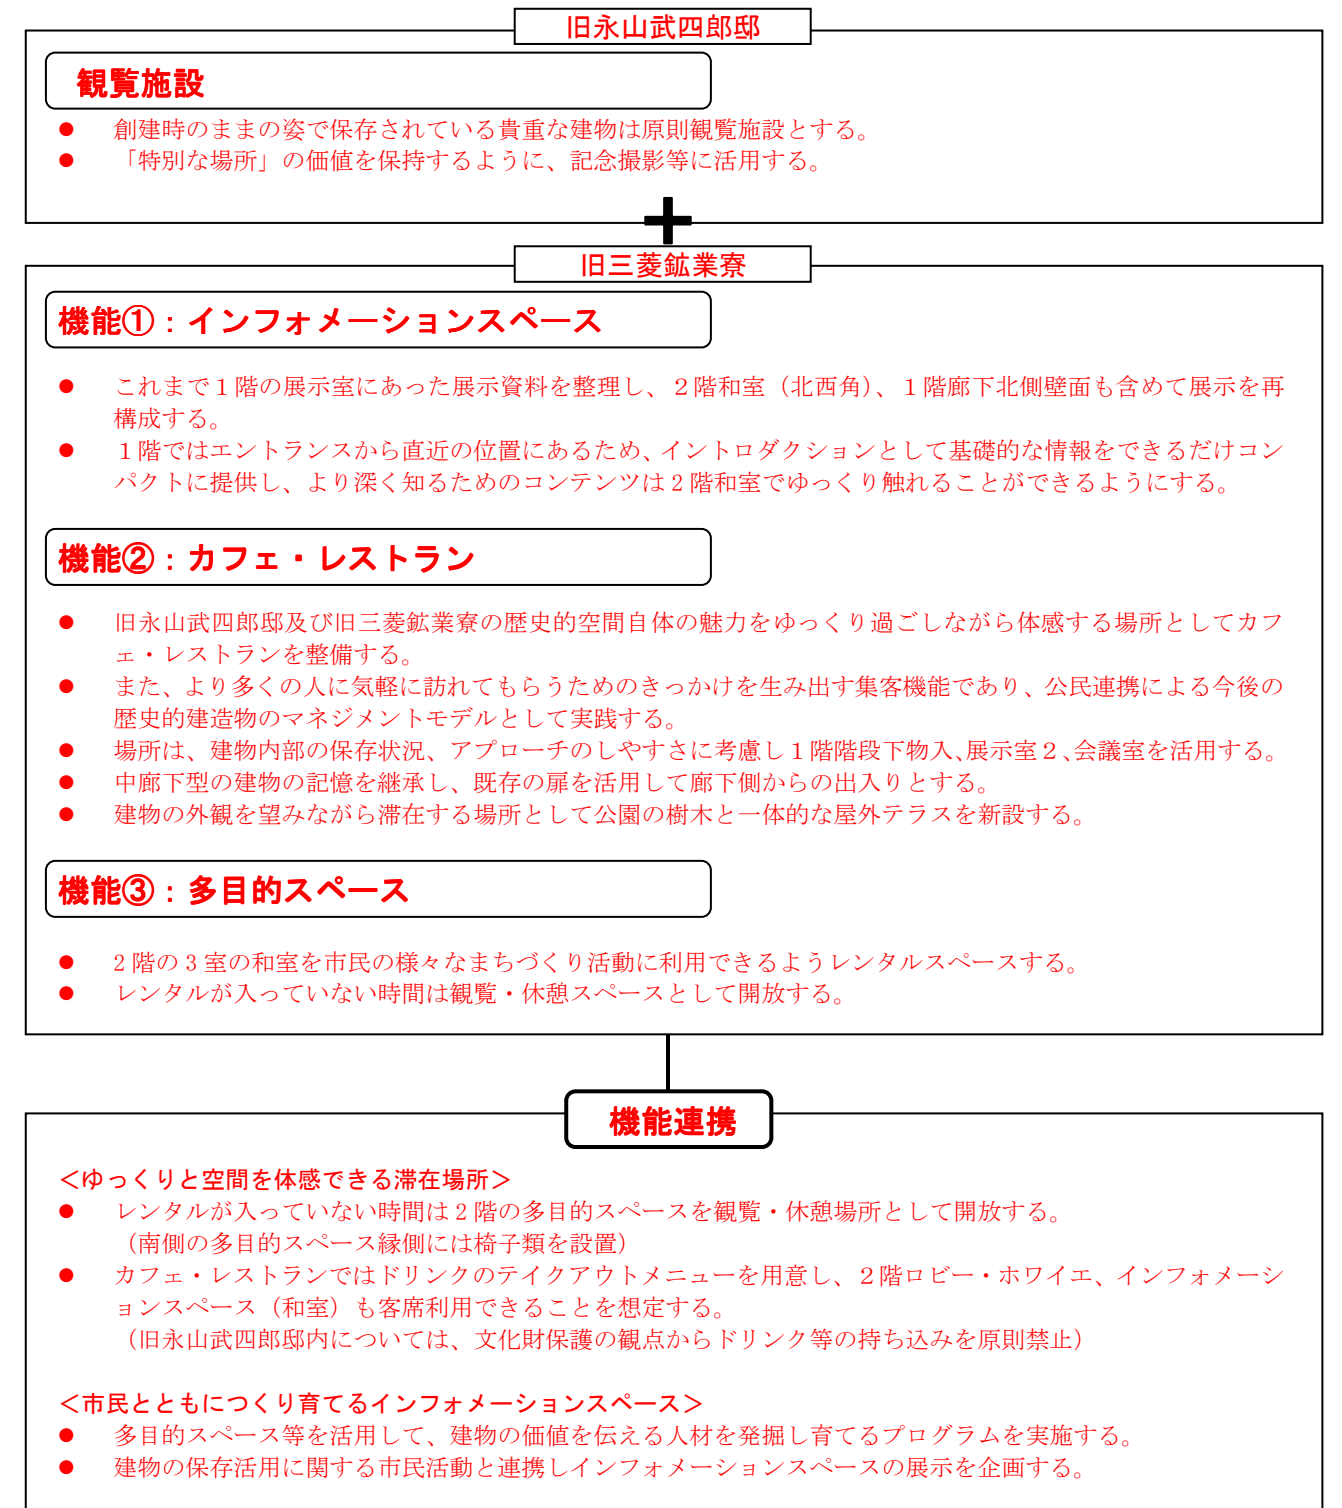 旧永山武四郎邸
観覧施設
● 創建時のままの姿で保存されている貴重な建物は原則観覧施設とする。
● 「特別な場所」の価値を保持するように、記念撮影等に活用する。
旧三菱鉱業寮
機能①：インフォメーションスペース
● これまで１階の展示室にあった展示資料を整理し、２階和室（北西角）、１階廊下北側壁面も含めて展示を再
構成する。
● １階ではエントランスから直近の位置にあるため、イントロダクションとして基礎的な情報をできるだけコン
パクトに提供し、より深く知るためのコンテンツは２階和室でゆっくり触れることができるようにする。
機能②：カフェ・レストラン
● 旧永山武四郎邸及び旧三菱鉱業寮の歴史的空間自体の魅力をゆっくり過ごしながら体感する場所としてカフ
ェ・レストランを整備する。
● また、より多くの人に気軽に訪れてもらうためのきっかけを生み出す集客機能であり、公民連携による今後の
歴史的建造物のマネジメントモデルとして実践する。
● 場所は、建物内部の保存状況、アプローチのしやすさに考慮し１階階段下物入、展示室２、会議室を活用する。
● 中廊下型の建物の記憶を継承し、既存の扉を活用して廊下側からの出入りとする。
● 建物の外観を望みながら滞在する場所として公園の樹木と一体的な屋外テラスを新設する。
機能③：多目的スペース
● 2 階の 3 室の和室を市民の様々なまちづくり活動に利用できるようレンタルスペースする。
● レンタルが入っていない時間は観覧・休憩スペースとして開放する。
機能連携
＜ゆっくりと空間を体感できる滞在場所＞
● レンタルが入っていない時間は 2 階の多目的スペースを観覧・休憩場所として開放する。
（南側の多目的スペース縁側には椅子類を設置）
● カフェ・レストランではドリンクのテイクアウトメニューを用意し、２階ロビー・ホワイエ、インフォメーシ
ョンスペース（和室）も客席利用できることを想定する。
（旧永山武四郎邸内については、文化財保護の観点からドリンク等の持ち込みを原則禁止）
＜市民とともにつくり育てるインフォメーションスペース＞
● 多目的スペース等を活用して、建物の価値を伝える人材を発掘し育てるプログラムを実施する。
● 建物の保存活用に関する市民活動と連携しインフォメーションスペースの展示を企画する。